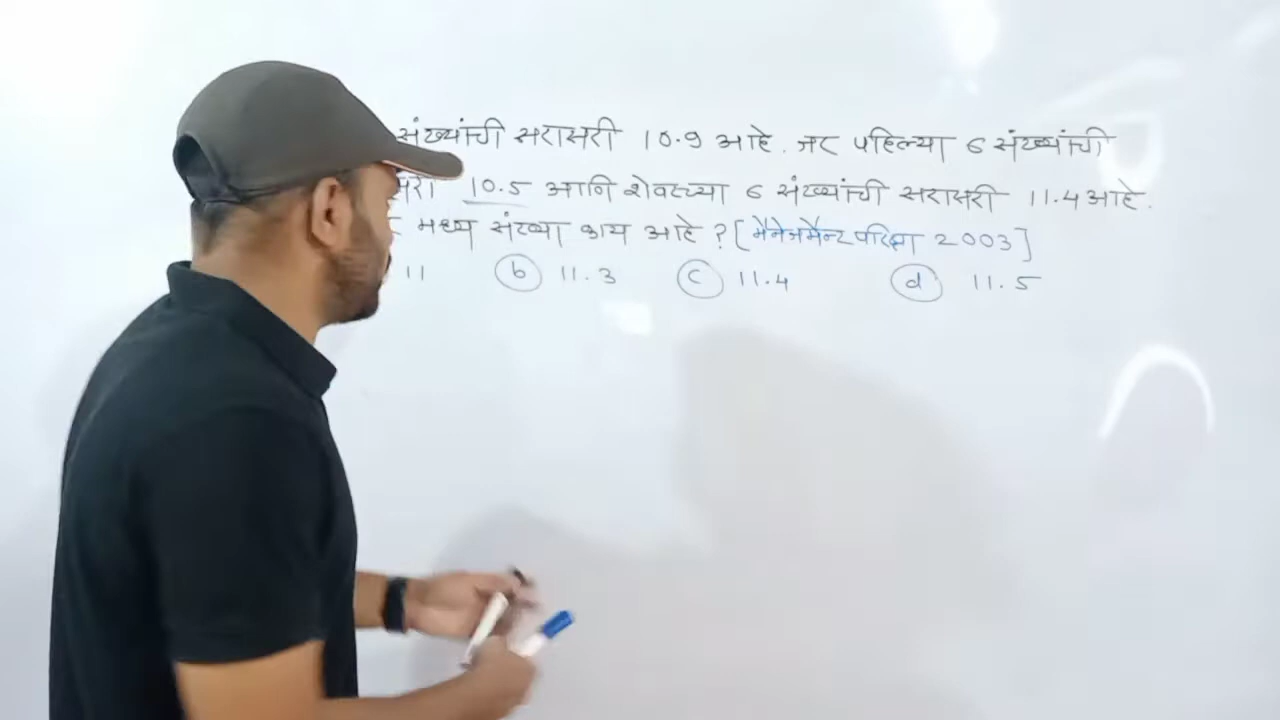 संख्यांची सरासरी 10.9 आहे. जर पहिल्या 6 संख्यांची
10.5 आणि शेवटच्या 6 संख्यांची सरासरी 11.4 आहे.
मध्य संख्या काय आहे ? [मॅनेजमॅन्ट परिक्षा 2003]
11 (b) 11.3 (c) 11.4 (d) 11.5